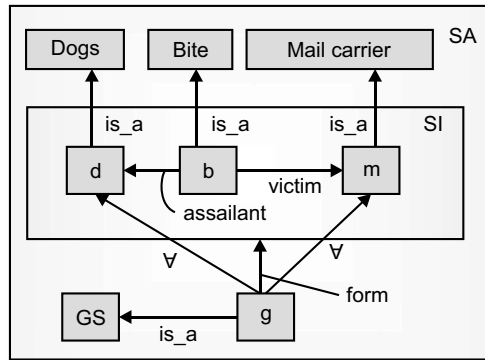 Dogs Bite Mail carrier SA
is_a is_a is_a SI
d b m
victim
assailant
∀ ∀
form
GS g
is_a